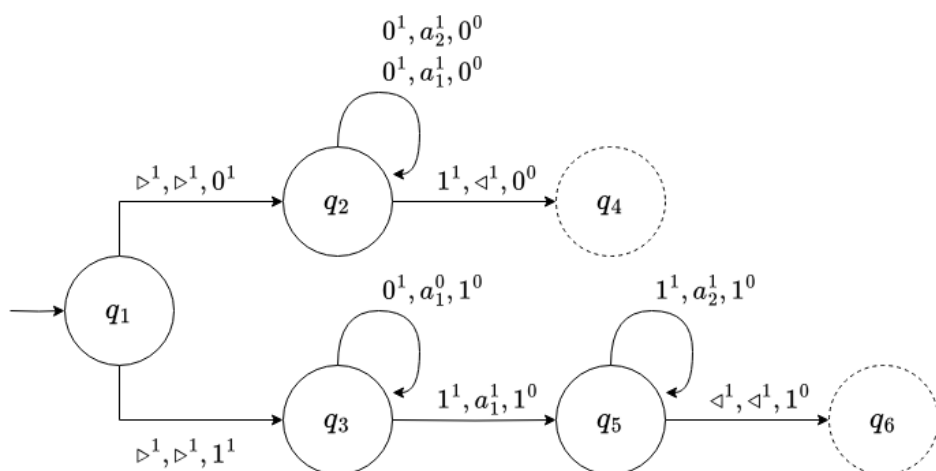 0¹, a₂¹, 0⁰
0¹, a₁¹, 0⁰
▷¹, ▷¹, 0¹
q₂
1¹, ◁¹, 0⁰
q₄
q₁
0¹, a₁⁰, 1⁰
1¹, a₂¹, 1⁰
▷¹, ▷¹, 1¹
q₃
1¹, a₁¹, 1⁰
q₅
◁¹, ◁¹, 1⁰
q₆